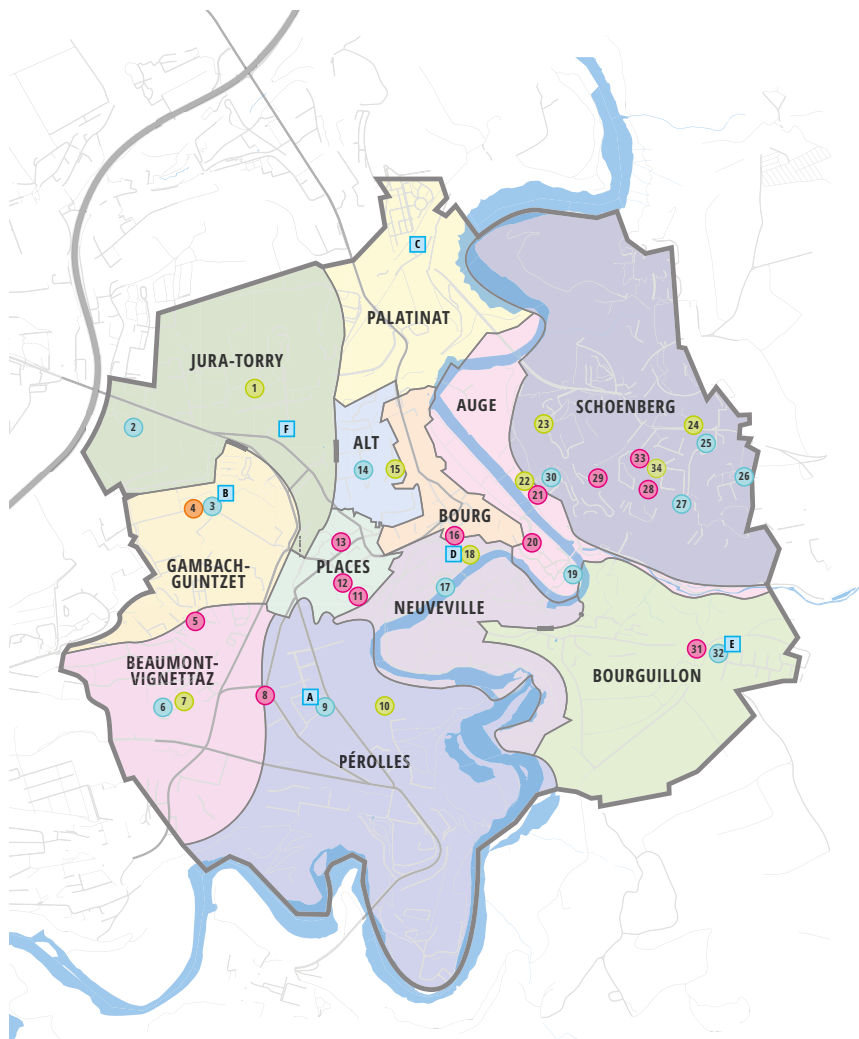 C
PALATINAT
JURA-TORRY
1
2
F
AUGE
SCHOENBERG
23
24
25
ALT
14
15
33
34
22
30
21
29
28
26
27
B
4
3
BOURG
16
20
13
D
18
PLACES
GAMBACH-
GUINTZET
12
11
17
19
NEUVEVILLE
5
31
32
E
BEAUMONT-
VIGNETTAZ
BOURGUILLON
6
7
8
A
9
10
PÉROLLES